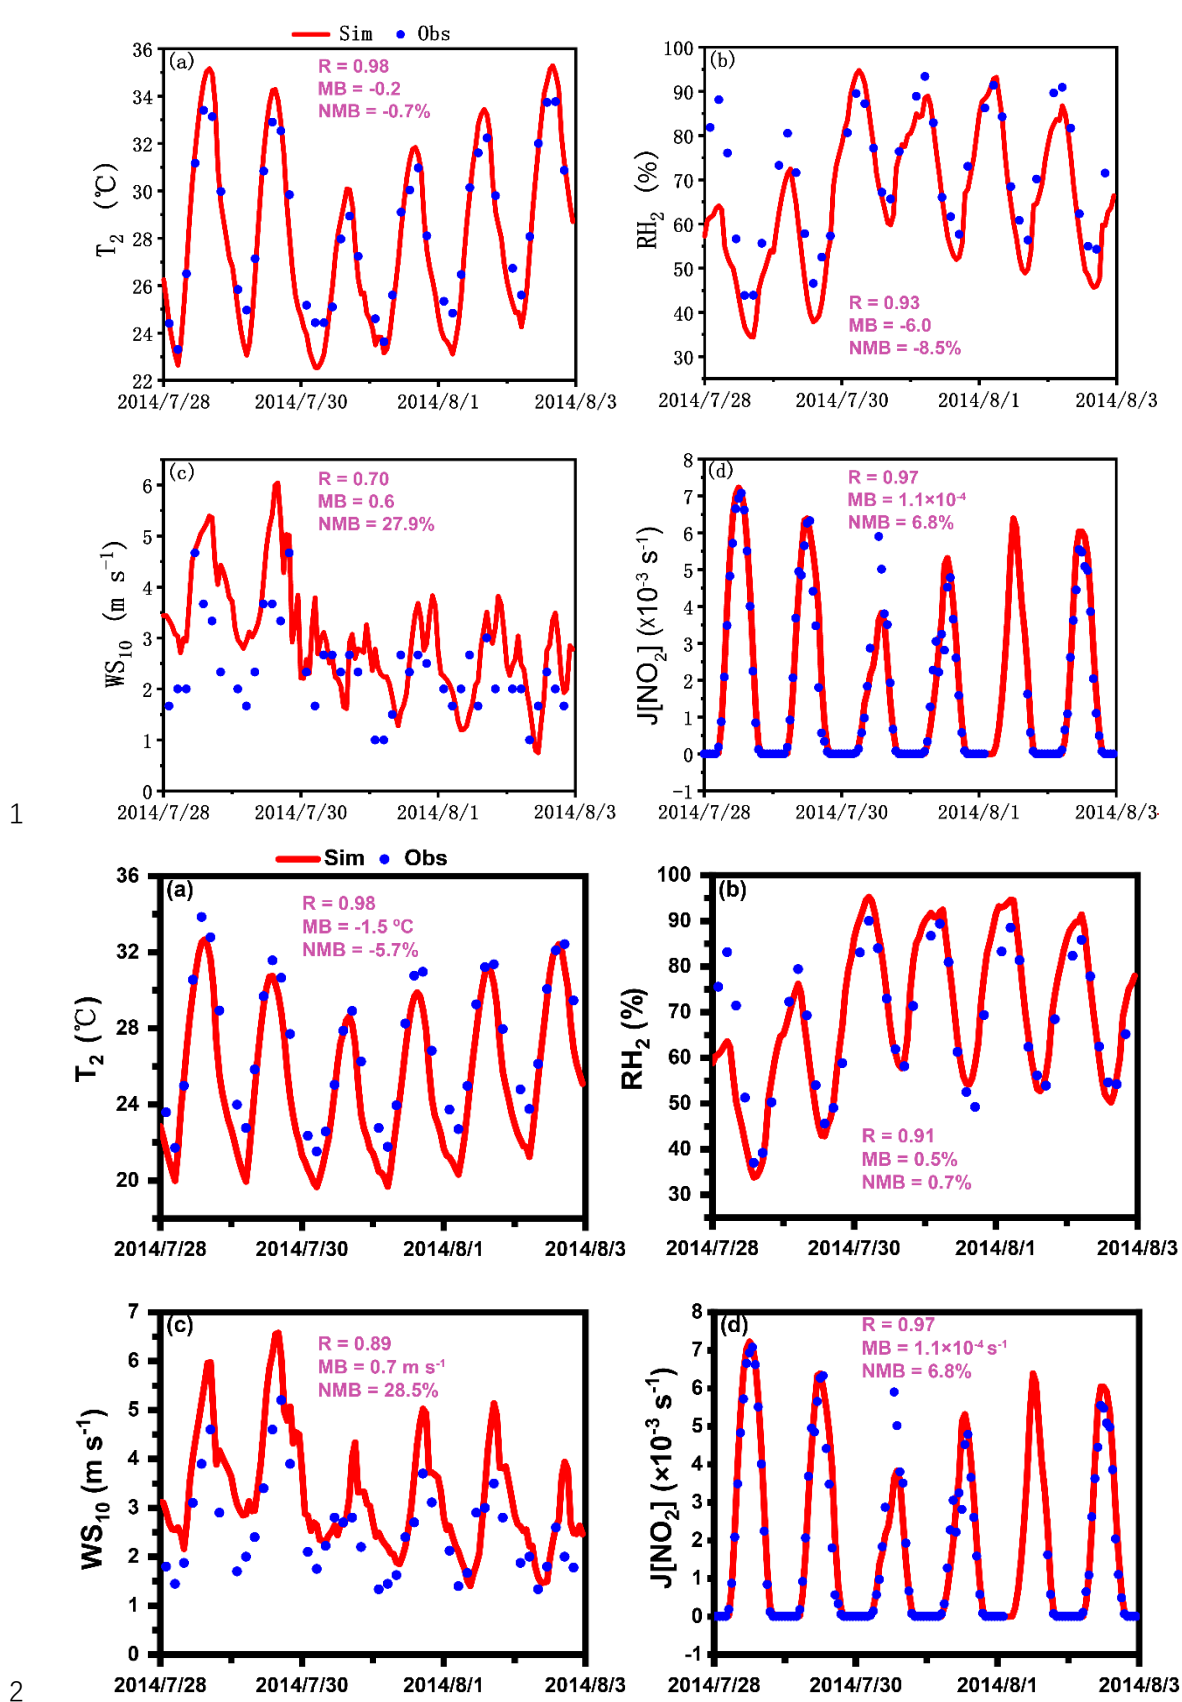 Sim Obs
(a)
R = 0.98
MB = -0.2
NMB = -0.7%
T2 (℃)
36
34
32
30
28
26
24
22
2014/7/28 2014/7/30 2014/8/1 2014/8/3
(b)
R = 0.93
MB = -6.0
NMB = -8.5%
RH2 (%)
100
90
80
70
60
50
40
30
2014/7/28 2014/7/30 2014/8/1 2014/8/3
(c)
R = 0.70
MB = 0.6
NMB = 27.9%
WS10 (m s⁻¹)
6
5
4
3
2
1
0
2014/7/28 2014/7/30 2014/8/1 2014/8/3
(d)
R = 0.97
MB = 1.1×10⁻⁴
NMB = 6.8%
J[NO2] (×10⁻³ s⁻¹)
8
7
6
5
4
3
2
1
0
-1
2014/7/28 2014/7/30 2014/8/1 2014/8/3
1
Sim Obs
(a)
R = 0.98
MB = -1.5 ºC
NMB = -5.7%
T2 (℃)
36
32
28
24
20
2014/7/28 2014/7/30 2014/8/1 2014/8/3
(b)
R = 0.91
MB = 0.5%
NMB = 0.7%
RH2 (%)
100
90
80
70
60
50
40
30
2014/7/28 2014/7/30 2014/8/1 2014/8/3
(c)
R = 0.89
MB = 0.7 m s⁻¹
NMB = 28.5%
WS10 (m s⁻¹)
7
6
5
4
3
2
1
0
2014/7/28 2014/7/30 2014/8/1 2014/8/3
(d)
R = 0.97
MB = 1.1×10⁻⁴ s⁻¹
NMB = 6.8%
J[NO2] (×10⁻³ s⁻¹)
8
7
6
5
4
3
2
1
0
-1
2014/7/28 2014/7/30 2014/8/1 2014/8/3
2